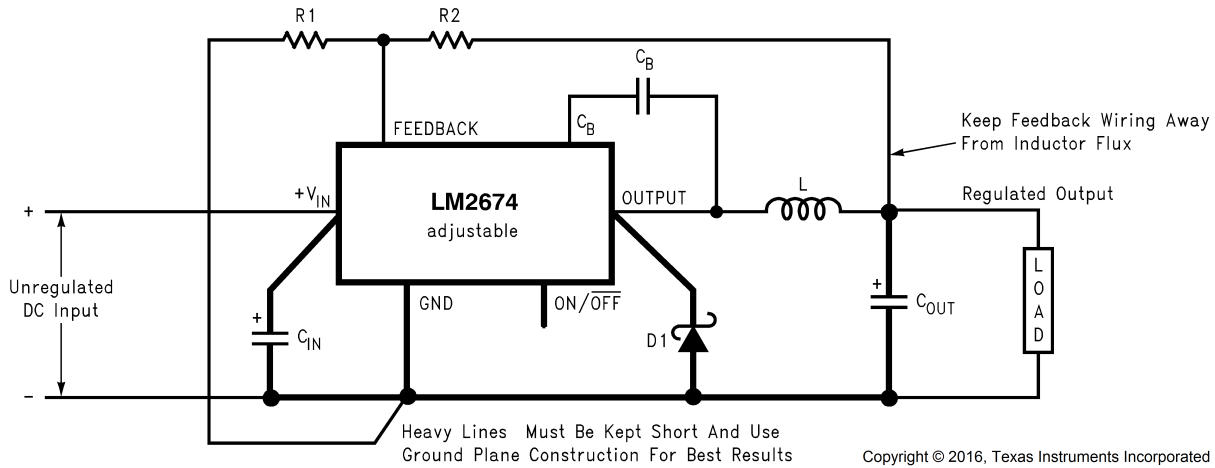 R1
R2
C_B
FEEDBACK
C_B
Keep Feedback Wiring Away
From Inductor Flux
+V_IN
LM2674
adjustable
OUTPUT
L
Regulated Output
+
Unregulated
DC Input
−
+
C_IN
GND
ON/O̅F̅F̅
D1
+
C_OUT
LOAD
Heavy Lines Must Be Kept Short And Use
Ground Plane Construction For Best Results
Copyright © 2016, Texas Instruments Incorporated